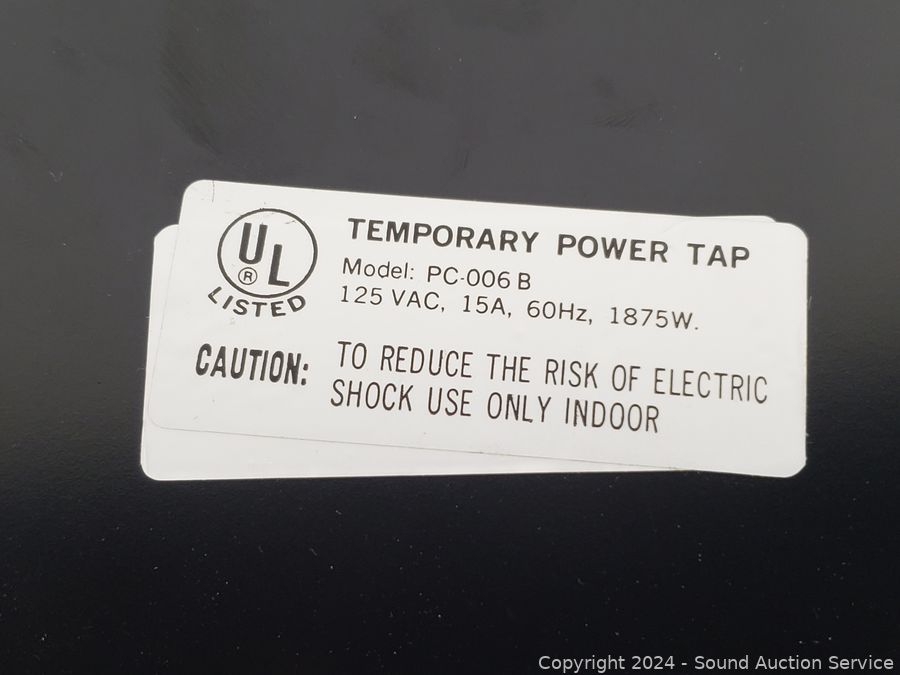 UL
®
LISTED
TEMPORARY POWER TAP
Model: PC-006 B
125 VAC, 15A, 60Hz, 1875W.
CAUTION: TO REDUCE THE RISK OF ELECTRIC
SHOCK USE ONLY INDOOR
Copyright © 2024 - Sound Auction Service